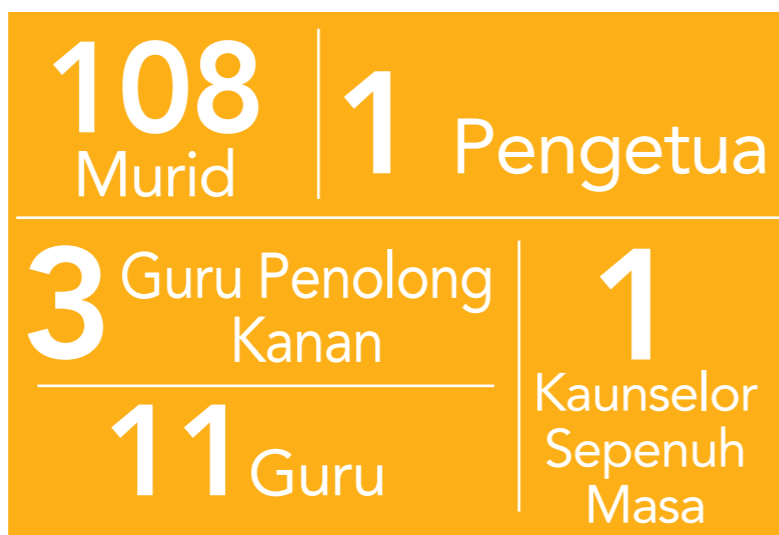 108
Murid
1 Pengetua
3 Guru Penolong
Kanan
11 Guru
1
Kaunselor
Sepenuh
Masa